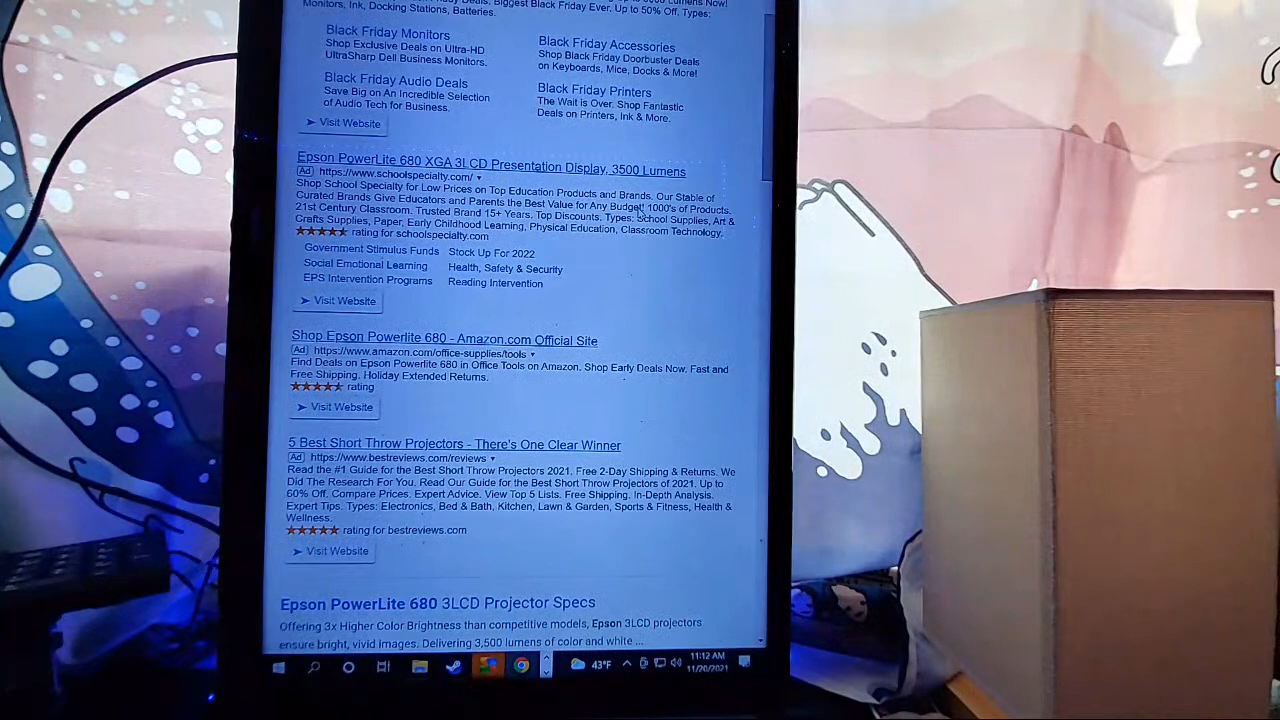 Deals, Biggest Black Friday Ever. Up to 50% Off. Types:
Monitors, Ink, Docking Stations, Batteries.
Black Friday Monitors
Shop Exclusive Deals on Ultra-HD
UltraSharp Dell Business Monitors.
Black Friday Accessories
Shop Black Friday Doorbuster Deals
on Keyboards, Mice, Docks & More!
Black Friday Audio Deals
Save Big on An Incredible Selection
of Audio Tech for Business.
Black Friday Printers
The Wait is Over. Shop Fantastic
Deals on Printers, Ink & More.
➤ Visit Website
Epson PowerLite 680 XGA 3LCD Presentation Display, 3500 Lumens
Ad https://www.schoolspecialty.com/
Shop School Specialty for Low Prices on Top Education Products and Brands. Our Stable of
Curated Brands Give Educators and Parents the Best Value for Any Budget! 1000's of Products.
21st Century Classroom. Trusted Brand 15+ Years. Top Discounts. Types: School Supplies, Art &
Crafts Supplies, Paper, Early Childhood Learning, Physical Education, Classroom Technology.
★★★★★ rating for schoolspecialty.com
Government Stimulus Funds Stock Up For 2022
Social Emotional Learning Health, Safety & Security
EPS Intervention Programs Reading Intervention
➤ Visit Website
Shop Epson Powerlite 680 - Amazon.com Official Site
Ad https://www.amazon.com/office-supplies/tools
Find Deals on Epson Powerlite 680 in Office Tools on Amazon. Shop Early Deals Now. Fast and
Free Shipping. Holiday Extended Returns.
★★★★★ rating
➤ Visit Website
5 Best Short Throw Projectors - There's One Clear Winner
Ad https://www.bestreviews.com/reviews
Read the #1 Guide for the Best Short Throw Projectors 2021. Free 2-Day Shipping & Returns. We
Did The Research For You. Read Our Guide for the Best Short Throw Projectors of 2021. Up to
60% Off. Compare Prices. Expert Advice. View Top 5 Lists. Free Shipping. In-Depth Analysis.
Expert Tips. Types: Electronics, Bed & Bath, Kitchen, Lawn & Garden, Sports & Fitness, Health &
Wellness.
★★★★★ rating for bestreviews.com
➤ Visit Website
Epson PowerLite 680 3LCD Projector Specs
Offering 3x Higher Color Brightness than competitive models, Epson 3LCD projectors
ensure bright, vivid images. Delivering 3,500 lumens of color and white ...
43°F
11:12 AM
11/20/2021